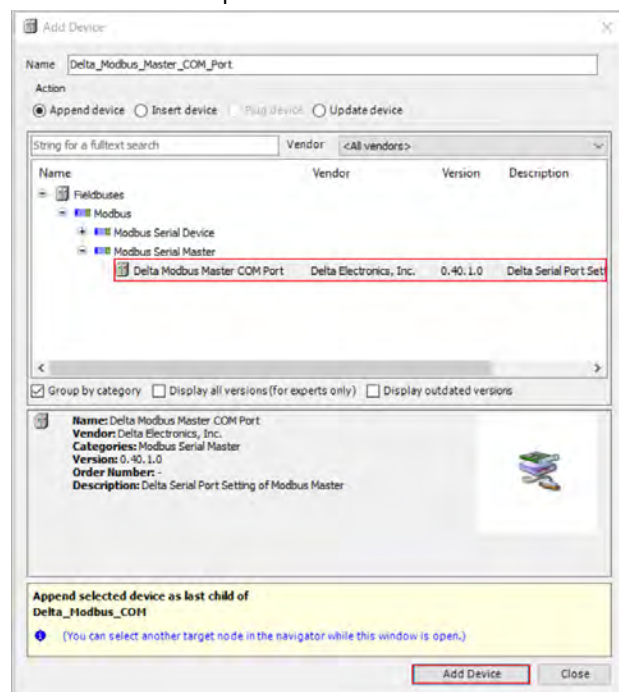 Add Device
Name Delta_Modbus_Master_COM_Port
Action
Append device Insert device Plug device Update device
String for a fulltext search Vendor <All vendors>
Name Vendor Version Description
Fieldbuses
Modbus
Modbus Serial Device
Modbus Serial Master
Delta Modbus Master COM Port Delta Electronics, Inc. 0.40.1.0 Delta Serial Port Sett
Group by category Display all versions (for experts only) Display outdated versions
Name: Delta Modbus Master COM Port
Vendor: Delta Electronics, Inc.
Categories: Modbus Serial Master
Version: 0.40.1.0
Order Number: -
Description: Delta Serial Port Setting of Modbus Master
Append selected device as last child of
Delta_Modbus_COM
(You can select another target node in the navigator while this window is open.)
Add Device Close